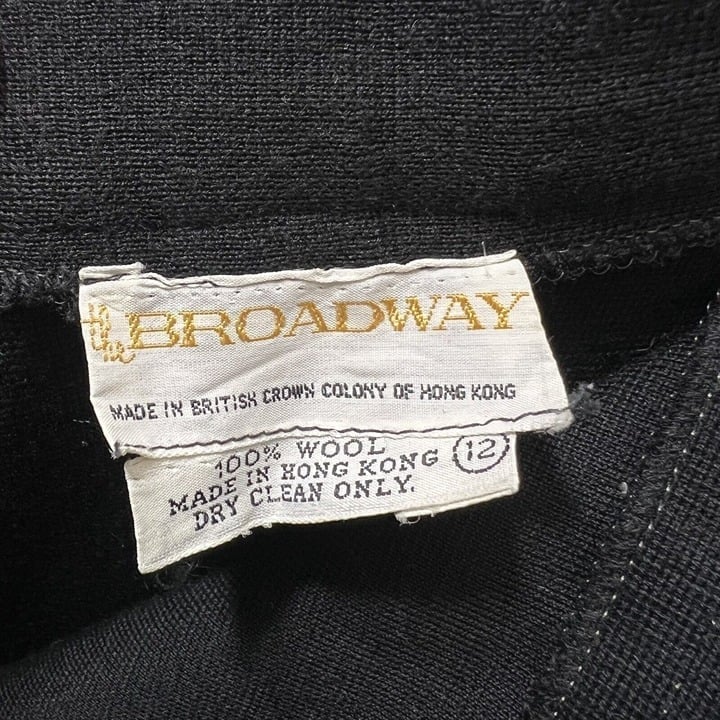 the BROADWAY
MADE IN BRITISH CROWN COLONY OF HONG KONG
100% WOOL 12
MADE IN HONG KONG
DRY CLEAN ONLY.